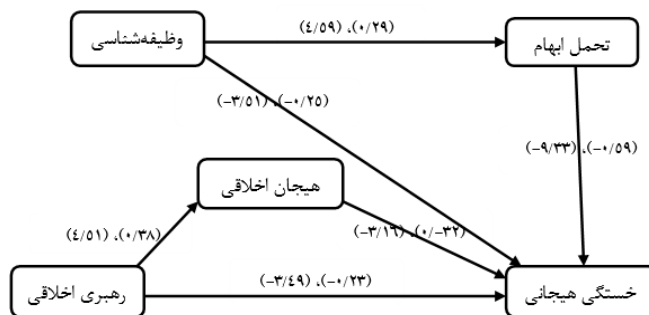 (۴/۵۹)، (۰/۲۹)
وظیفه‌شناسی
تحمل ابهام
(-۳/۵۱)، (-۰/۲۵)
(-۹/۳۳)، (-۰/۵۹)
هیجان اخلاقی
(۴/۵۱)، (۰/۳۸)
(-۳/۱۶)، (۰/-۳۲)
(-۳/۴۹)، (-۰/۲۳)
رهبری اخلاقی
خستگی هیجانی